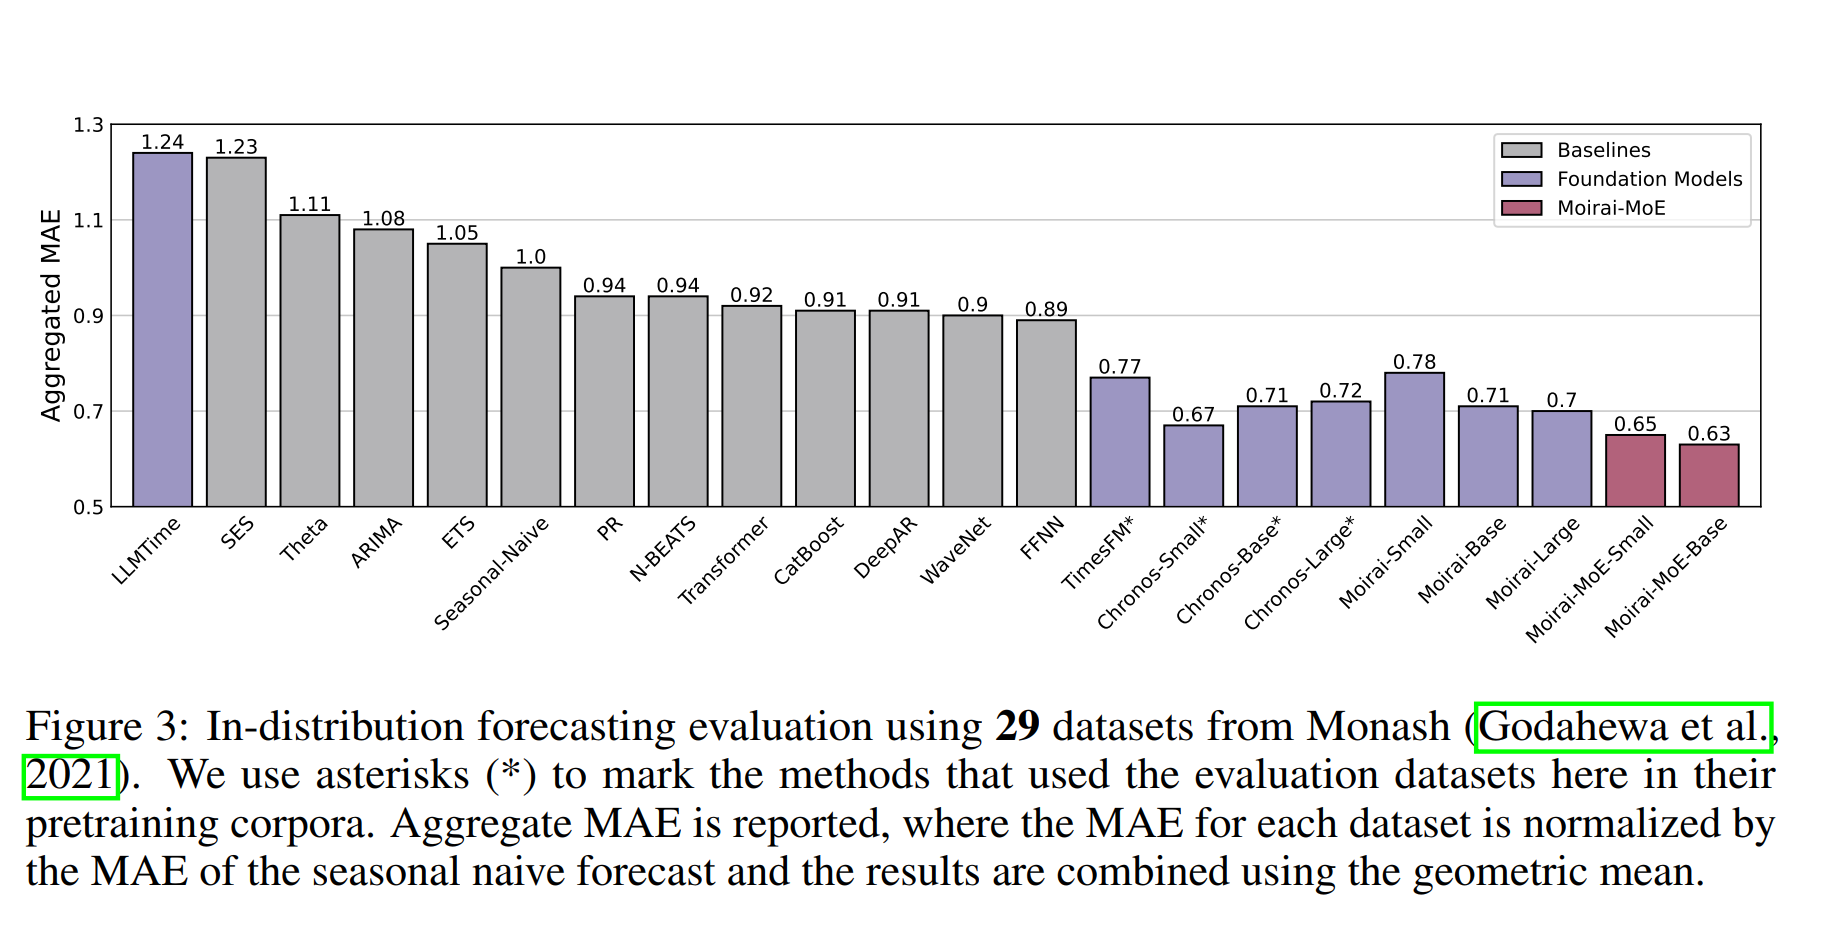 1.3
1.1
0.9
0.7
0.5
Aggregated MAE
1.24
1.23
1.11
1.08
1.05
1.0
0.94
0.94
0.92
0.91
0.91
0.9
0.89
0.77
0.67
0.71
0.72
0.78
0.71
0.7
0.65
0.63
Baselines
Foundation Models
Moirai-MoE
LLMTime
SES
Theta
ARIMA
ETS
Seasonal-Naive
PR
N-BEATS
Transformer
CatBoost
DeepAR
WaveNet
FFNN
TimesFM*
Chronos-Small*
Chronos-Base*
Chronos-Large*
Moirai-Small
Moirai-Base
Moirai-Large
Moirai-MoE-Small
Moirai-MoE-Base
Figure 3: In-distribution forecasting evaluation using 29 datasets from Monash (Godahewa et al.,
2021). We use asterisks (*) to mark the methods that used the evaluation datasets here in their
pretraining corpora. Aggregate MAE is reported, where the MAE for each dataset is normalized by
the MAE of the seasonal naive forecast and the results are combined using the geometric mean.